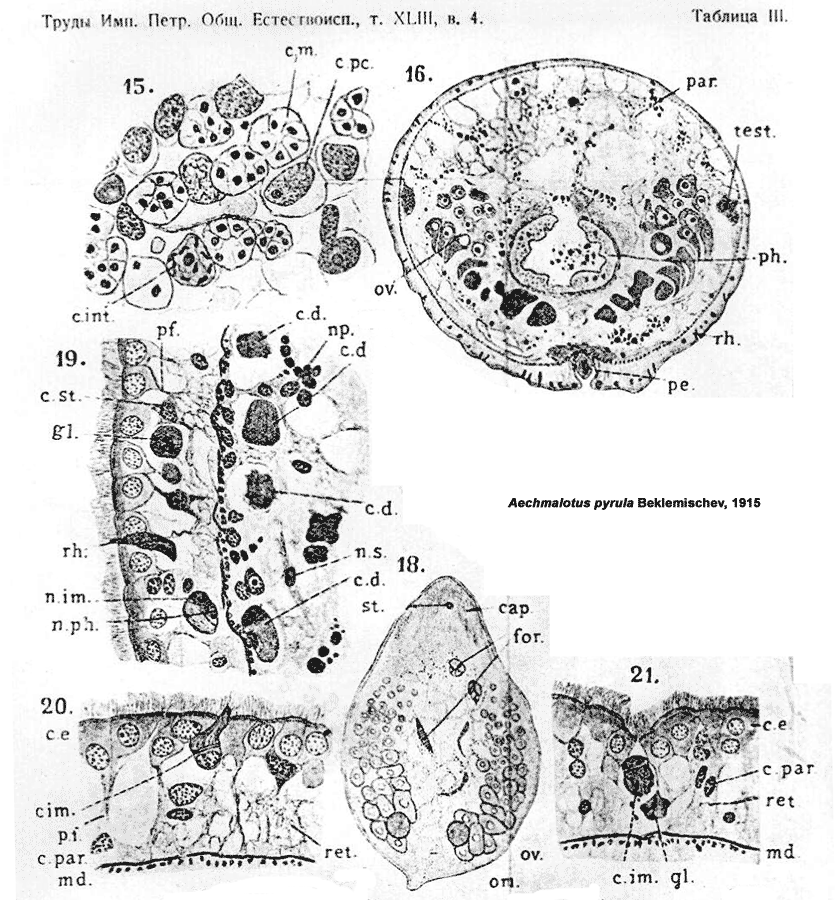 Труды Имп. Петр. Общ. Естествоисп., т. XLIII, в. 4. Таблица III.
15.
c.m.
c.pc.
c.int.
16.
par.
test.
ph.
ov.
rh.
pe.
19.
pf.
c.d.
np.
c.d
c.st.
gl.
c.d.
rh.
n.s.
n.im.
c.d.
n.ph.
Aechmalotus pyrula Beklemischev, 1915
18.
st.
cap.
for.
ov.
om.
20.
c.e
c.im.
p.f.
c.par.
md.
ret.
21.
c.e
c.par
ret
md.
c.im. gl.